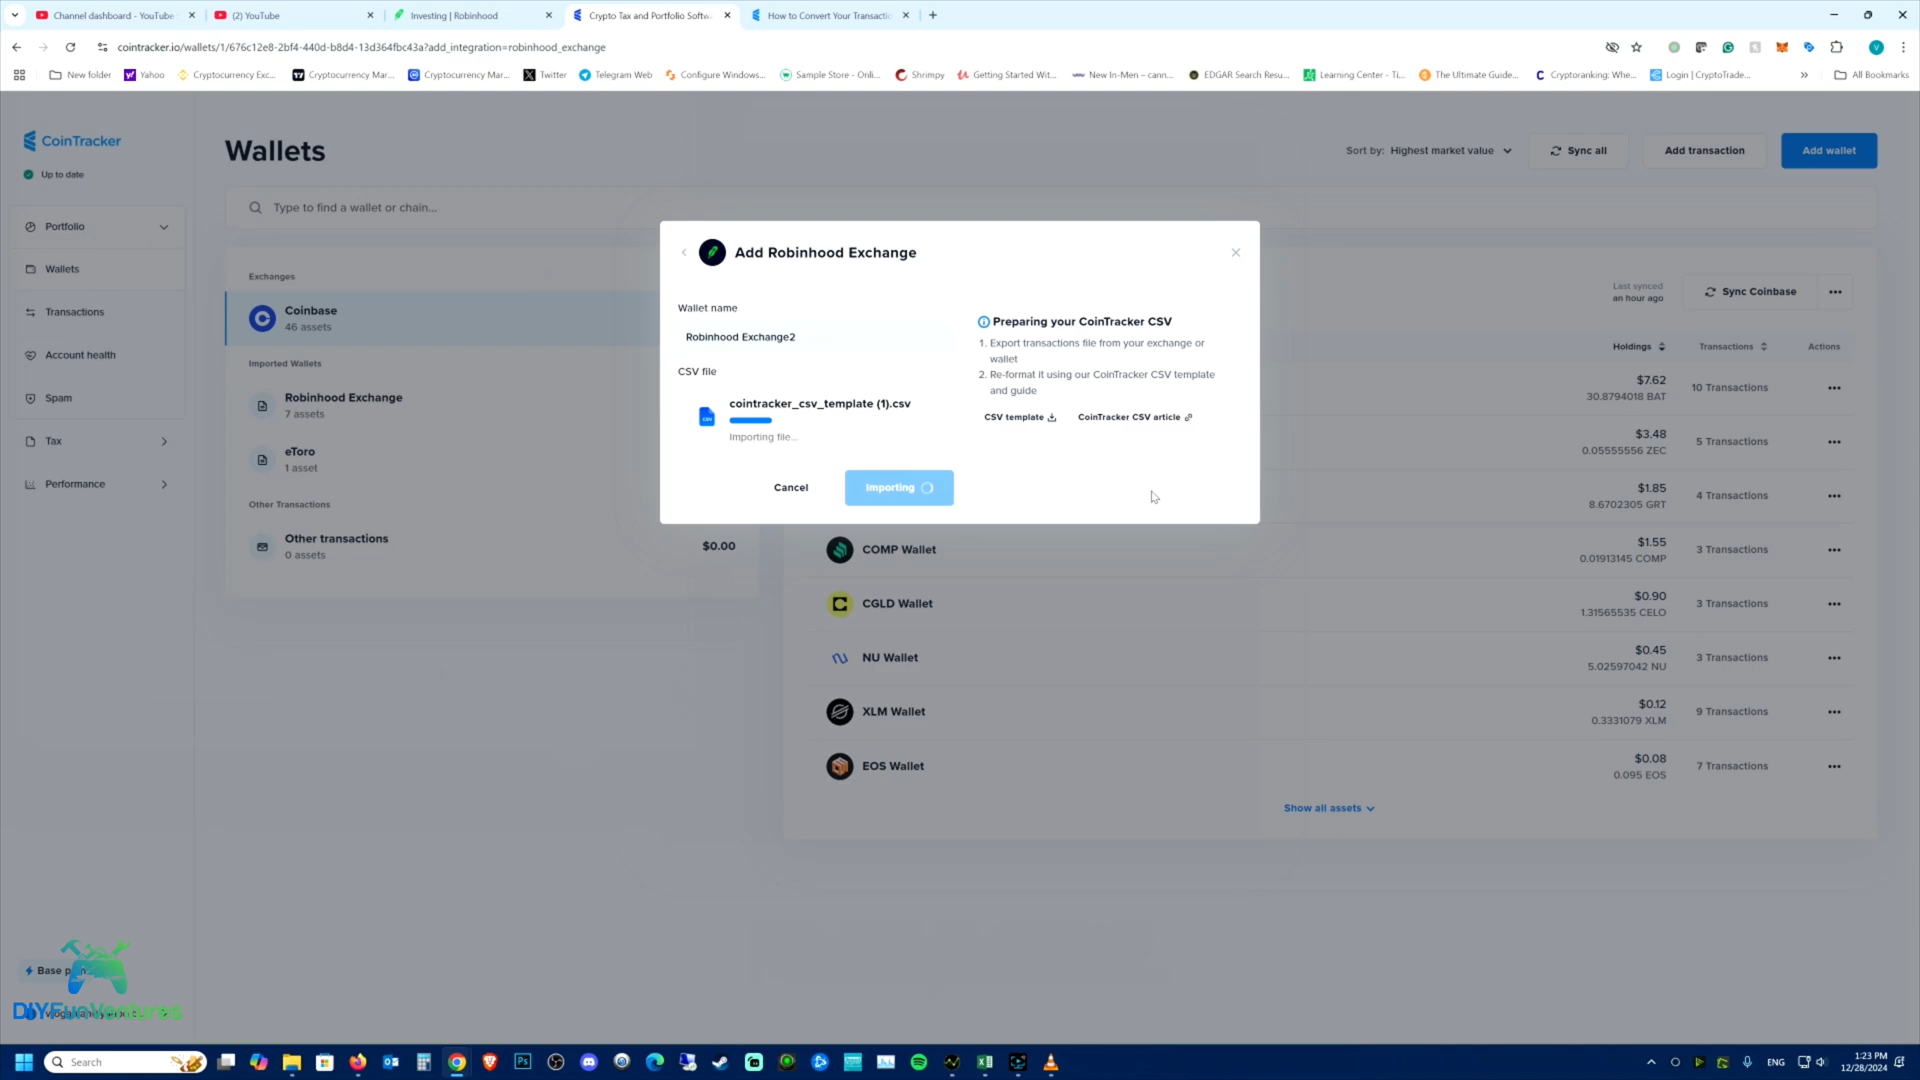 Channel dashboard - YouTube
(2) YouTube
Investing | Robinhood
Crypto Tax and Portfolio Softw
How to Convert Your Transactio
cointracker.io/wallets/1/676c12e8-2bf4-440d-b8d4-13d364fbc43a?add_integration=robinhood_exchange
V
New folder
Yahoo
Cryptocurrency Exc...
Cryptocurrency Mar...
Cryptocurrency Mar...
Twitter
Telegram Web
Configure Windows...
Sample Store - Onli...
Shrimpy
Getting Started Wit...
New In-Men – cann...
EDGAR Search Resu...
Learning Center - Ti...
The Ultimate Guide...
Cryptoranking: Whe...
Login | CryptoTrade...
»
All Bookmarks
CoinTracker
Up to date
Portfolio
Wallets
Transactions
Account health
Spam
Tax
Performance
Wallets
Sort by: Highest market value
Sync all
Add transaction
Add wallet
Type to find a wallet or chain...
Exchanges
Coinbase
46 assets
Imported Wallets
Robinhood Exchange
7 assets
eToro
1 asset
Other Transactions
Other transactions
0 assets
$0.00
Add Robinhood Exchange
Wallet name
Robinhood Exchange2
CSV file
cointracker_csv_template (1).csv
CSV
Importing file...
Cancel
Importing
Preparing your CoinTracker CSV
1. Export transactions file from your exchange or
wallet
2. Re-format it using our CoinTracker CSV template
and guide
CSV template
CoinTracker CSV article
Last synced
an hour ago
Sync Coinbase
Holdings
Transactions
Actions
$7.62
30.8794018 BAT
10 Transactions
$3.48
0.05555556 ZEC
5 Transactions
$1.85
8.6702305 GRT
4 Transactions
COMP Wallet
$1.55
0.01913145 COMP
3 Transactions
CGLD Wallet
$0.90
1.31565535 CELO
3 Transactions
NU Wallet
$0.45
5.02597042 NU
3 Transactions
XLM Wallet
$0.12
0.3331079 XLM
9 Transactions
EOS Wallet
$0.08
0.095 EOS
7 Transactions
Show all assets
Base
DIYFunVentures
Search
Ps
ENG
1:23 PM
12/28/2024